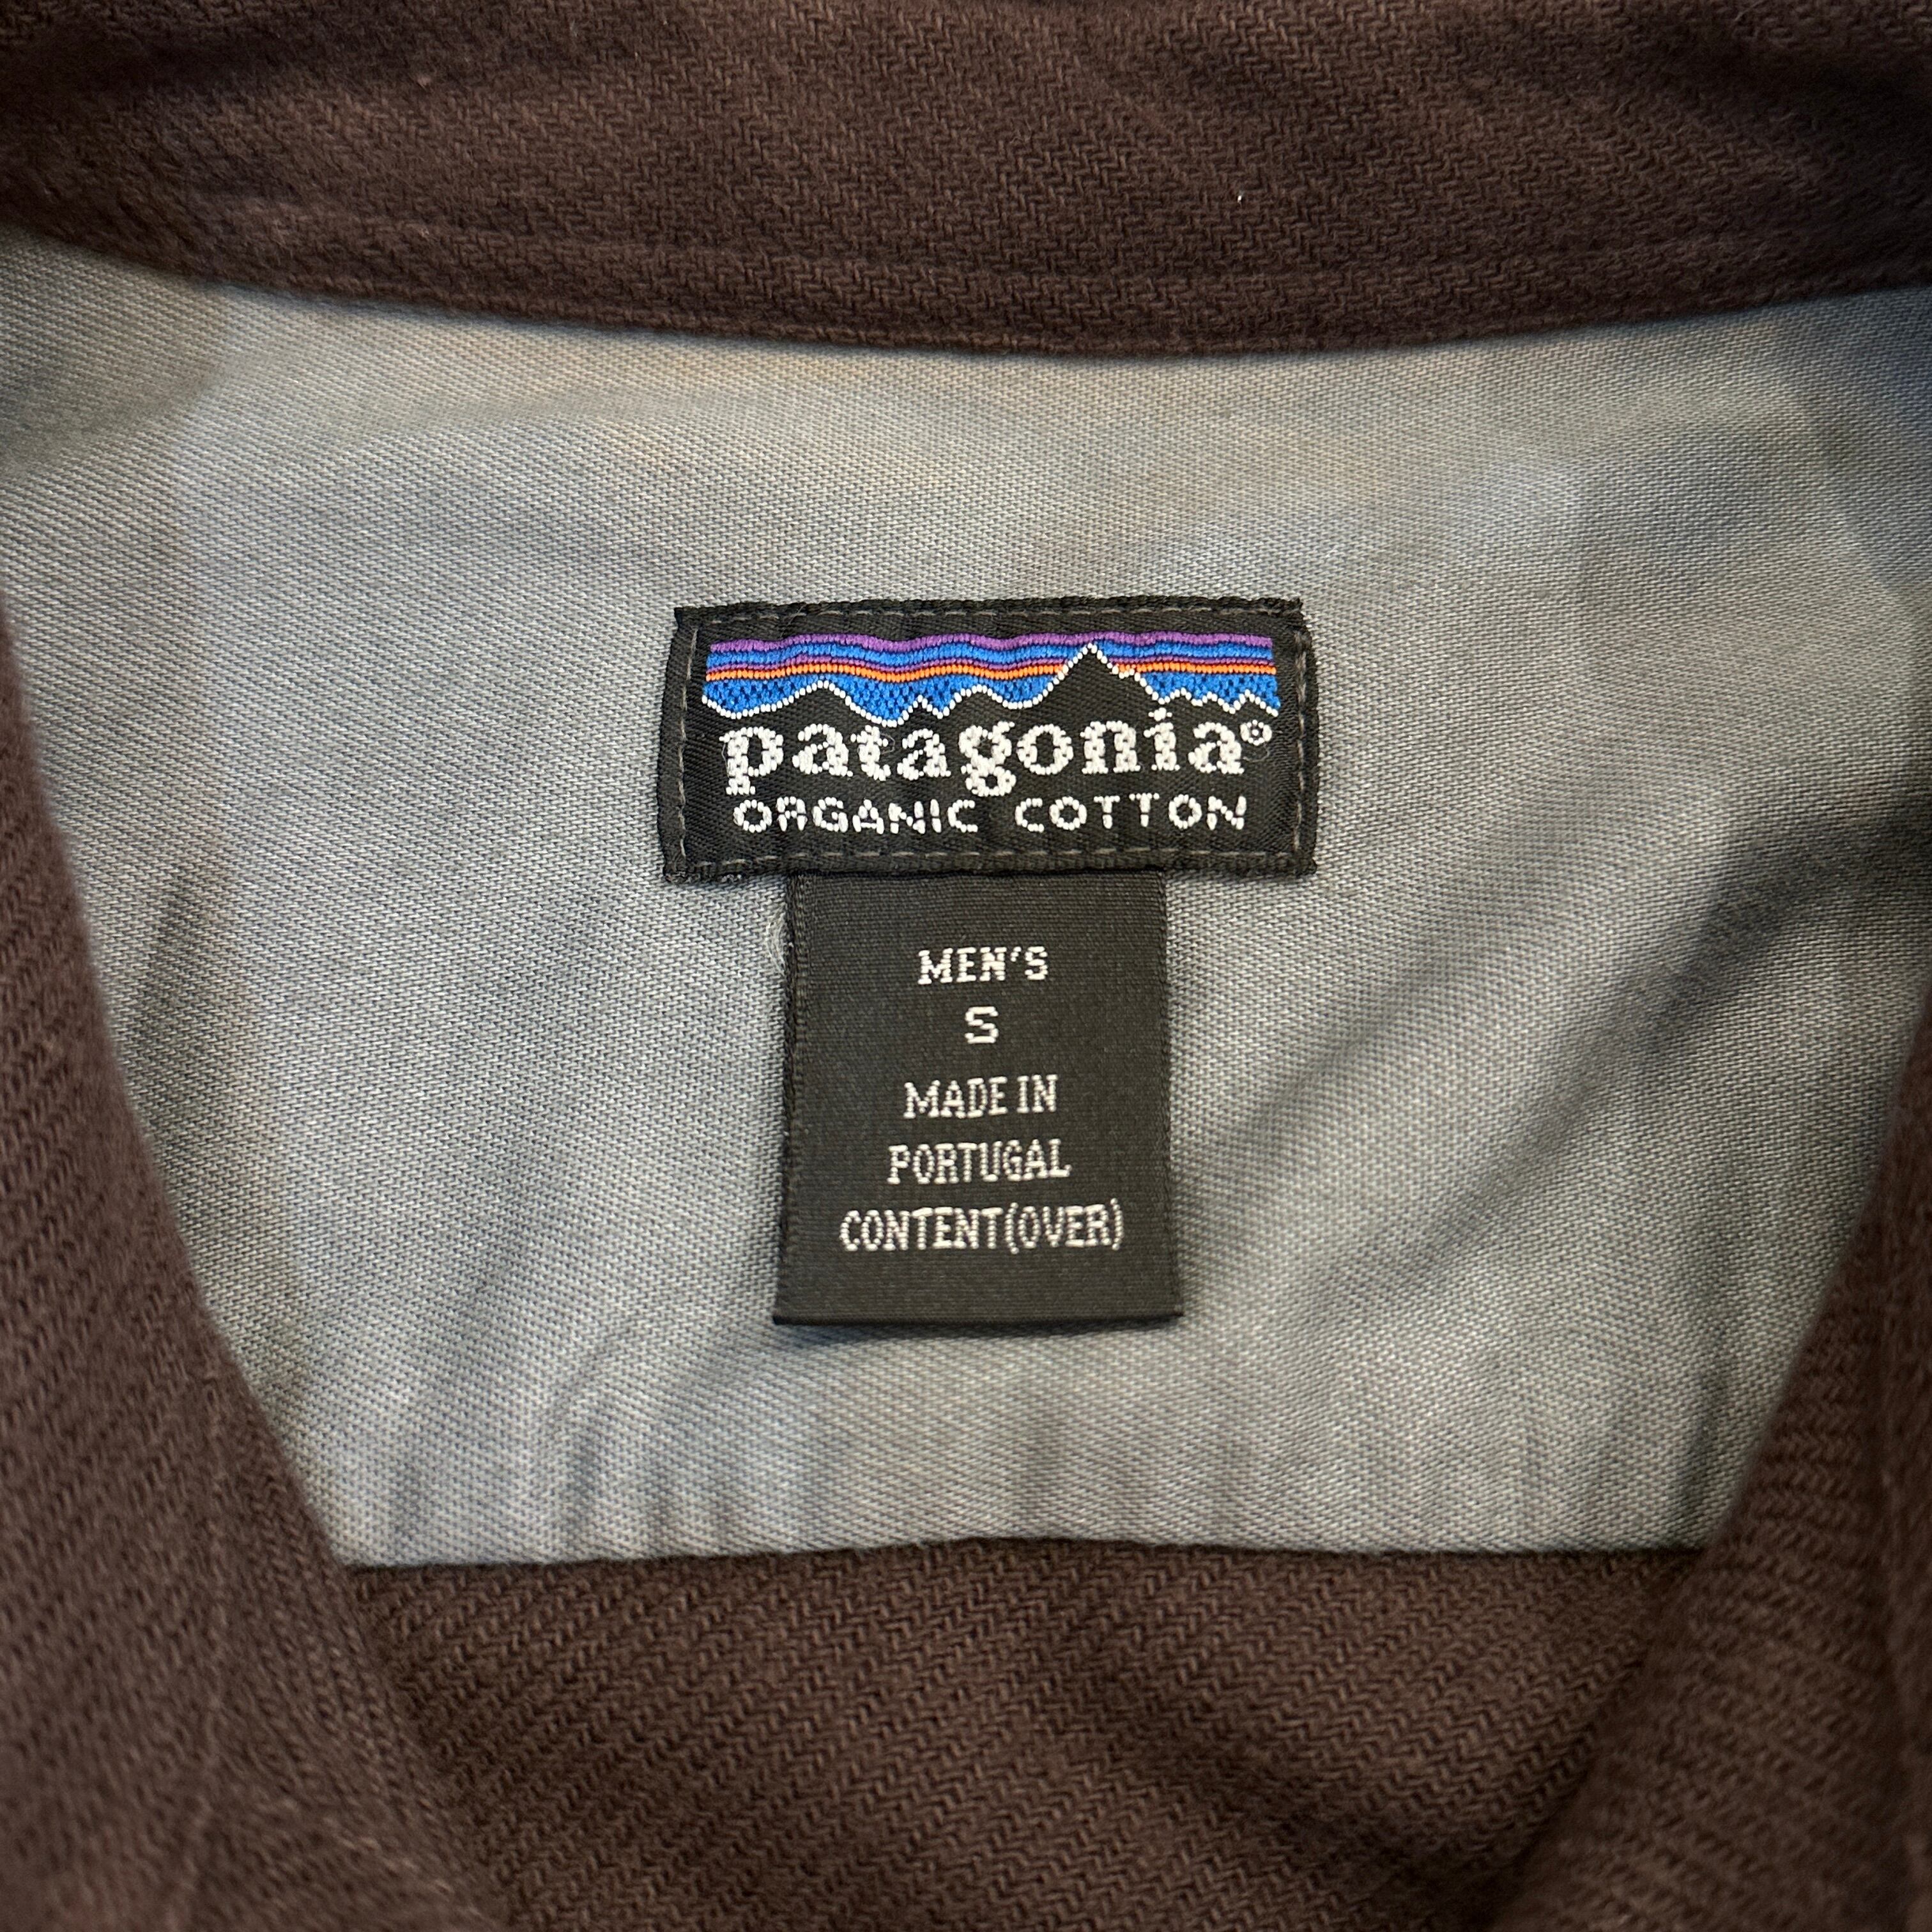 patagonia®
ORGANIC COTTON
MEN'S
S
MADE IN
PORTUGAL
CONTENT(OVER)